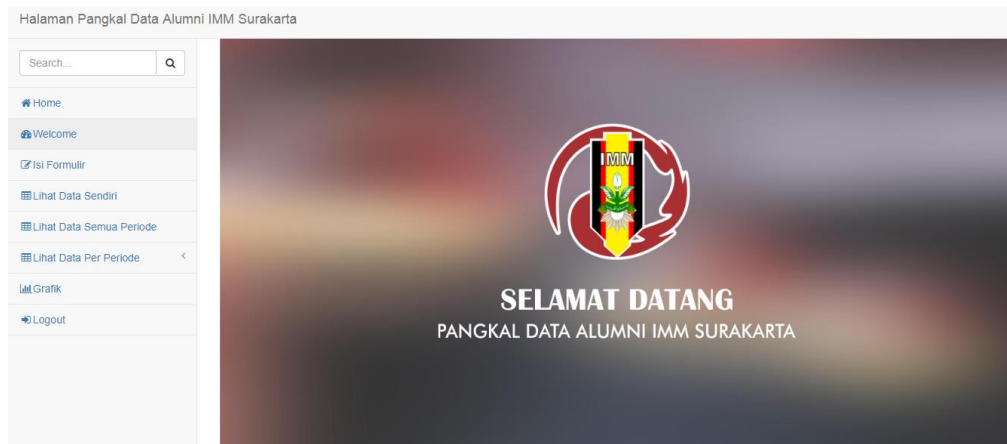 Halaman Pangkal Data Alumni IMM Surakarta
Search...
Home
Welcome
Isi Formulir
Lihat Data Sendiri
Lihat Data Semua Periode
Lihat Data Per Periode
Grafik
Logout
IMM
SELAMAT DATANG
PANGKAL DATA ALUMNI IMM SURAKARTA